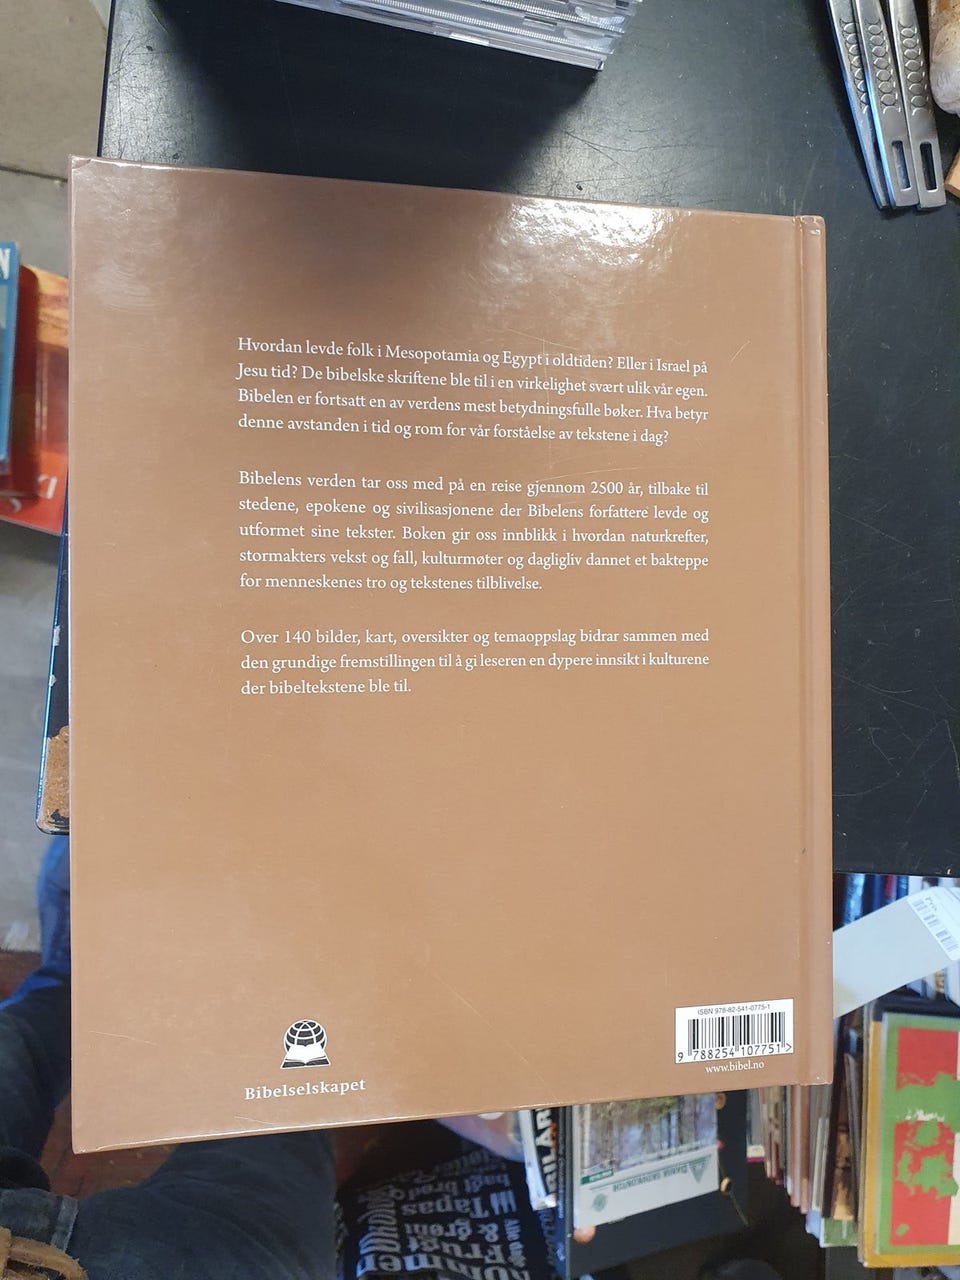 Hvordan levde folk i Mesopotamia og Egypt i oldtiden? Eller i Israel på
Jesu tid? De bibelske skriftene ble til i en virkelighet svært ulik vår egen.
Bibelen er fortsatt en av verdens mest betydningsfulle bøker. Hva betyr
denne avstanden i tid og rom for vår forståelse av tekstene i dag?
Bibelens verden tar oss med på en reise gjennom 2500 år, tilbake til
stedene, epokene og sivilisasjonene der Bibelens forfattere levde og
utformet sine tekster. Boken gir oss innblikk i hvordan naturkrefter,
stormakters vekst og fall, kulturmøter og dagligliv dannet et bakteppe
for menneskenes tro og tekstenes tilblivelse.
Over 140 bilder, kart, oversikter og temaoppslag bidrar sammen med
den grundige fremstillingen til å gi leseren en dypere innsikt i kulturene
der bibeltekstene ble til.
Bibelselskapet
ISBN 978-82-541-0775-1
9 788254 107751 >
www.bibel.no
Tapas
& Frugt